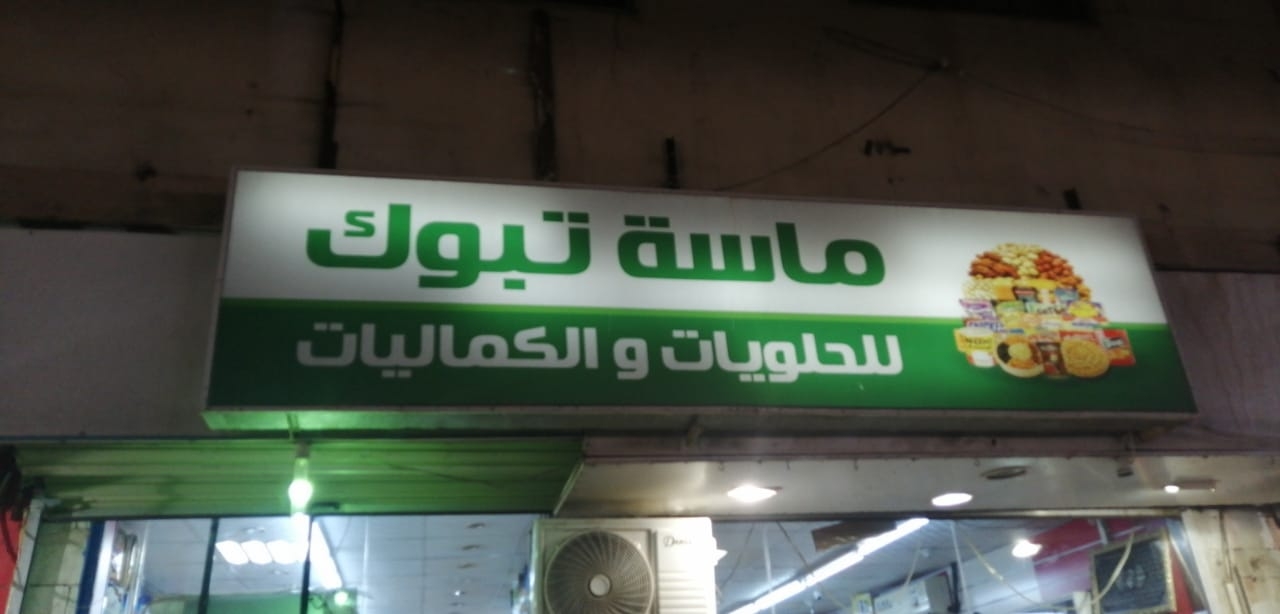 ماسة تبوك
للحلويات و الكماليات